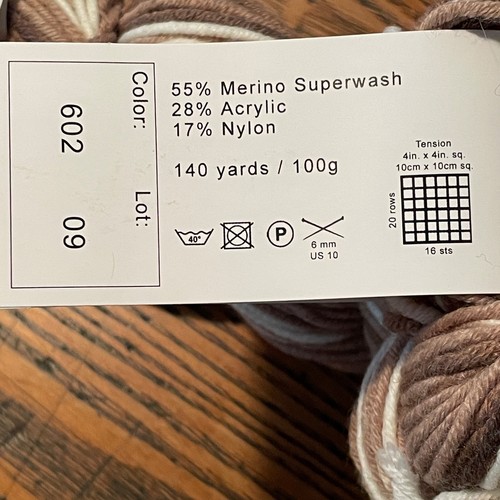 Color: Lot:
602 09
55% Merino Superwash
28% Acrylic
17% Nylon
140 yards / 100g
40°
P
6 mm
US 10
Tension
4in. x 4in. sq.
10cm x 10cm sq.
20 rows
16 sts